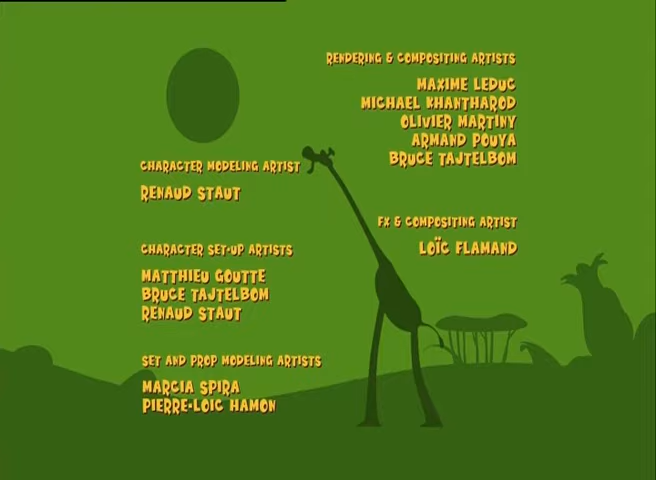 CHARACTER MODELING ARTIST
RENAUD STAUT
CHARACTER SET-UP ARTISTS
MATTHIEU GOUTTE
BRUCE TAJTELBOM
RENAUD STAUT
SET AND PROP MODELING ARTISTS
MARCIA SPIRA
PIERRE-LOIC HAMON
RENDERING & COMPOSITING ARTISTS
MAXIME LEDUC
MICHAEL KHANTHAROD
OLIVIER MARTINY
ARMAND POUYA
BRUCE TAJTELBOM
FX & COMPOSITING ARTIST
LOÏC FLAMAND